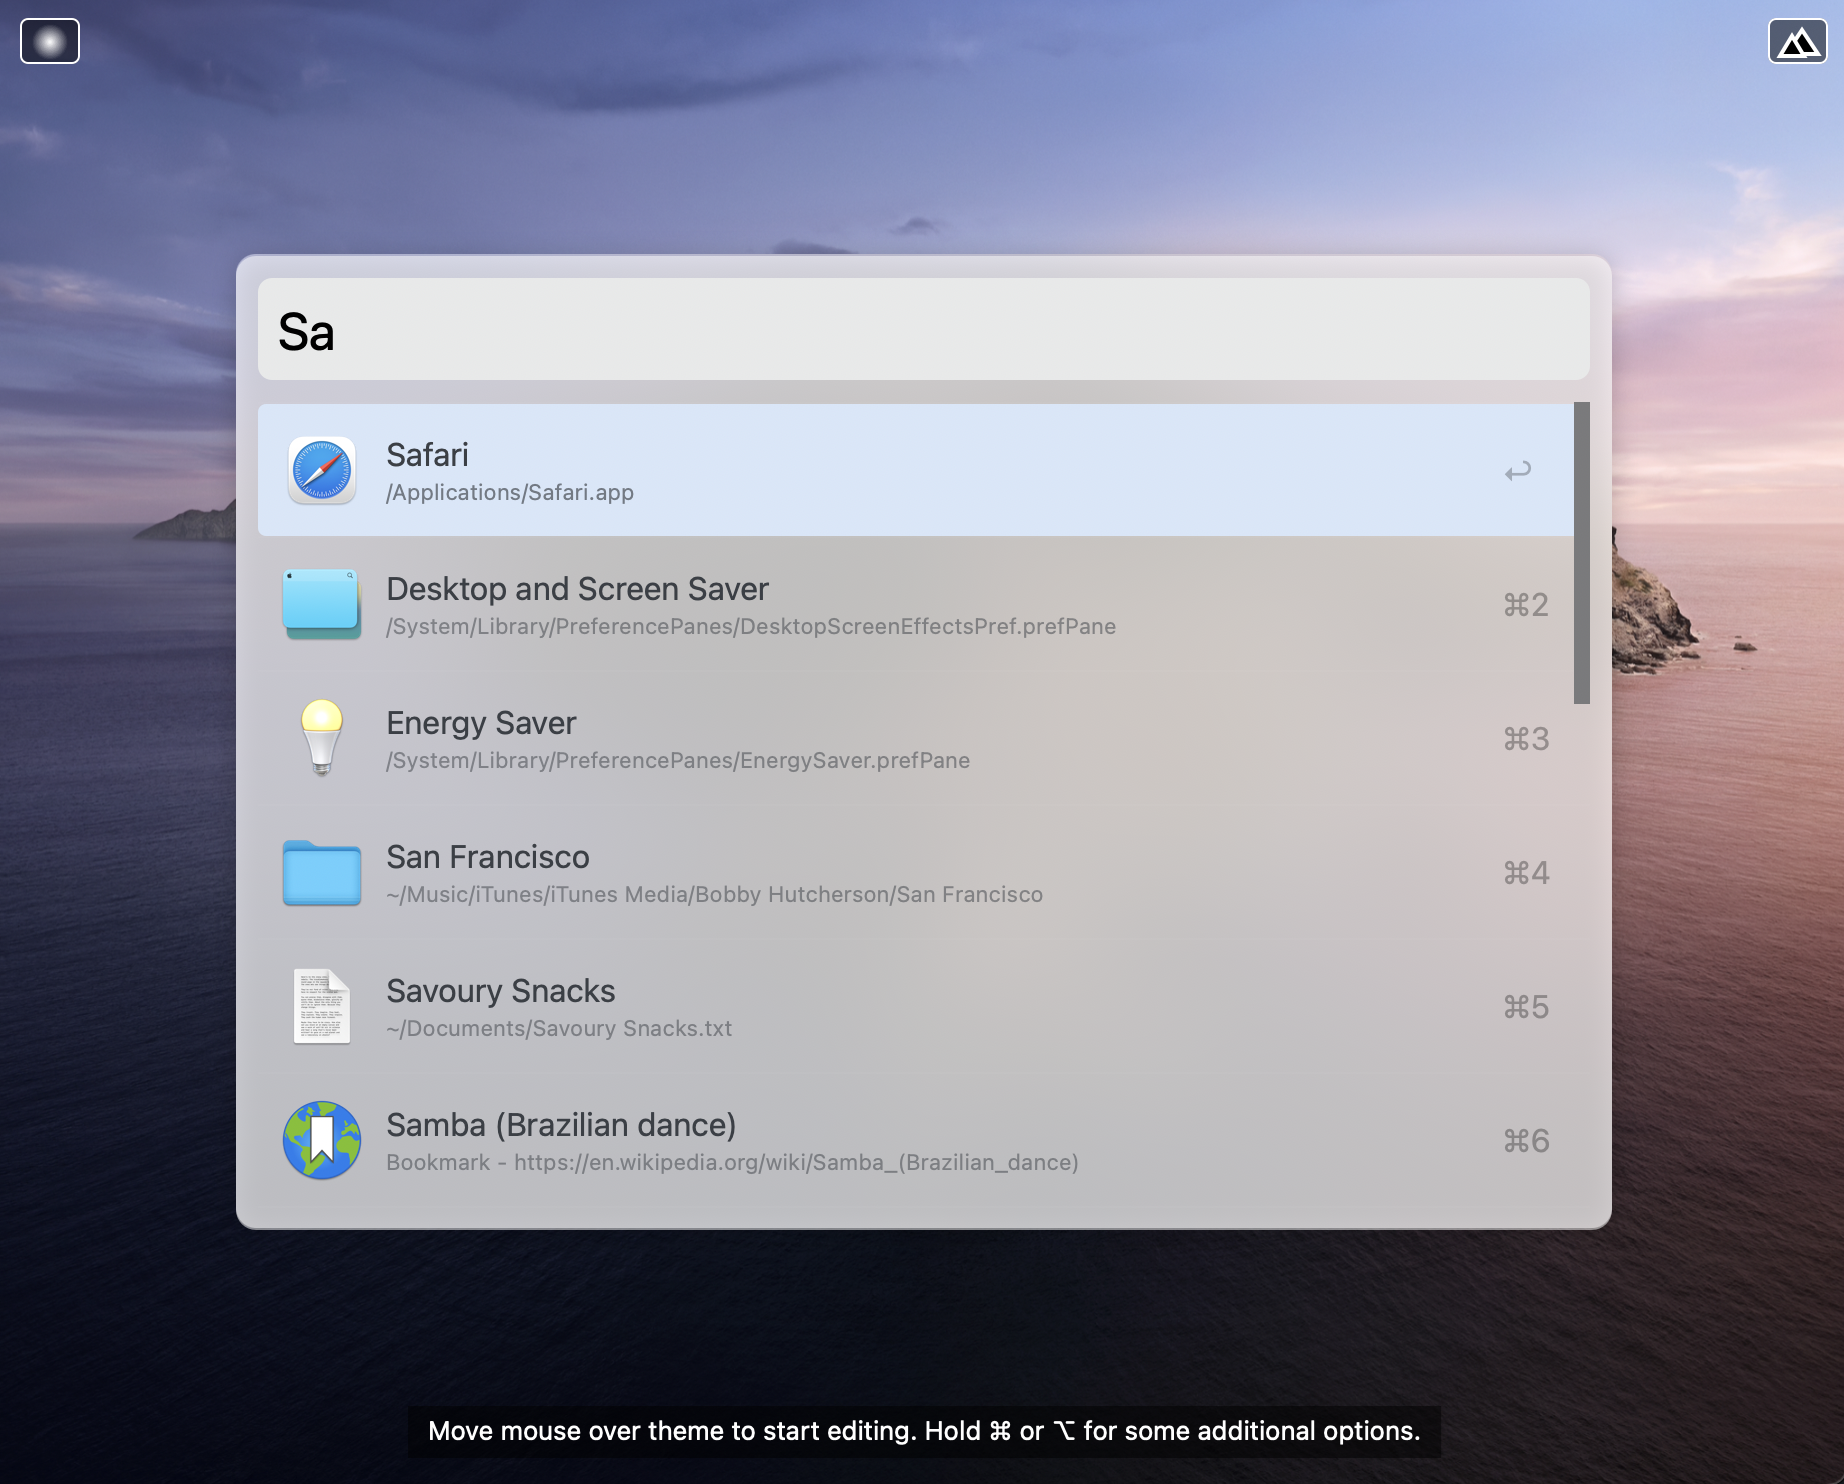 Sa
Safari
/Applications/Safari.app
↩
Desktop and Screen Saver
/System/Library/PreferencePanes/DesktopScreenEffectsPref.prefPane
⌘2
Energy Saver
/System/Library/PreferencePanes/EnergySaver.prefPane
⌘3
San Francisco
~/Music/iTunes/iTunes Media/Bobby Hutcherson/San Francisco
⌘4
Savoury Snacks
~/Documents/Savoury Snacks.txt
⌘5
Samba (Brazilian dance)
Bookmark - https://en.wikipedia.org/wiki/Samba_(Brazilian_dance)
⌘6
Move mouse over theme to start editing. Hold ⌘ or ⌥ for some additional options.